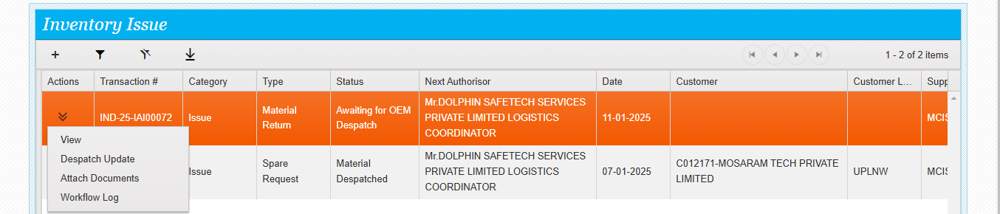 Inventory Issue
1 - 2 of 2 items
Actions Transaction # Category Type Status Next Authorisor Date Customer Customer L... Supp
IND-25-IAI00072 Issue Material Return Awaiting for OEM Despatch Mr.DOLPHIN SAFETECH SERVICES PRIVATE LIMITED LOGISTICS COORDINATOR 11-01-2025 MCIS
View
Despatch Update
Attach Documents
Workflow Log
Issue Spare Request Material Despatched Mr.DOLPHIN SAFETECH SERVICES PRIVATE LIMITED LOGISTICS COORDINATOR 07-01-2025 C012171-MOSARAM TECH PRIVATE LIMITED UPLNW MCIS